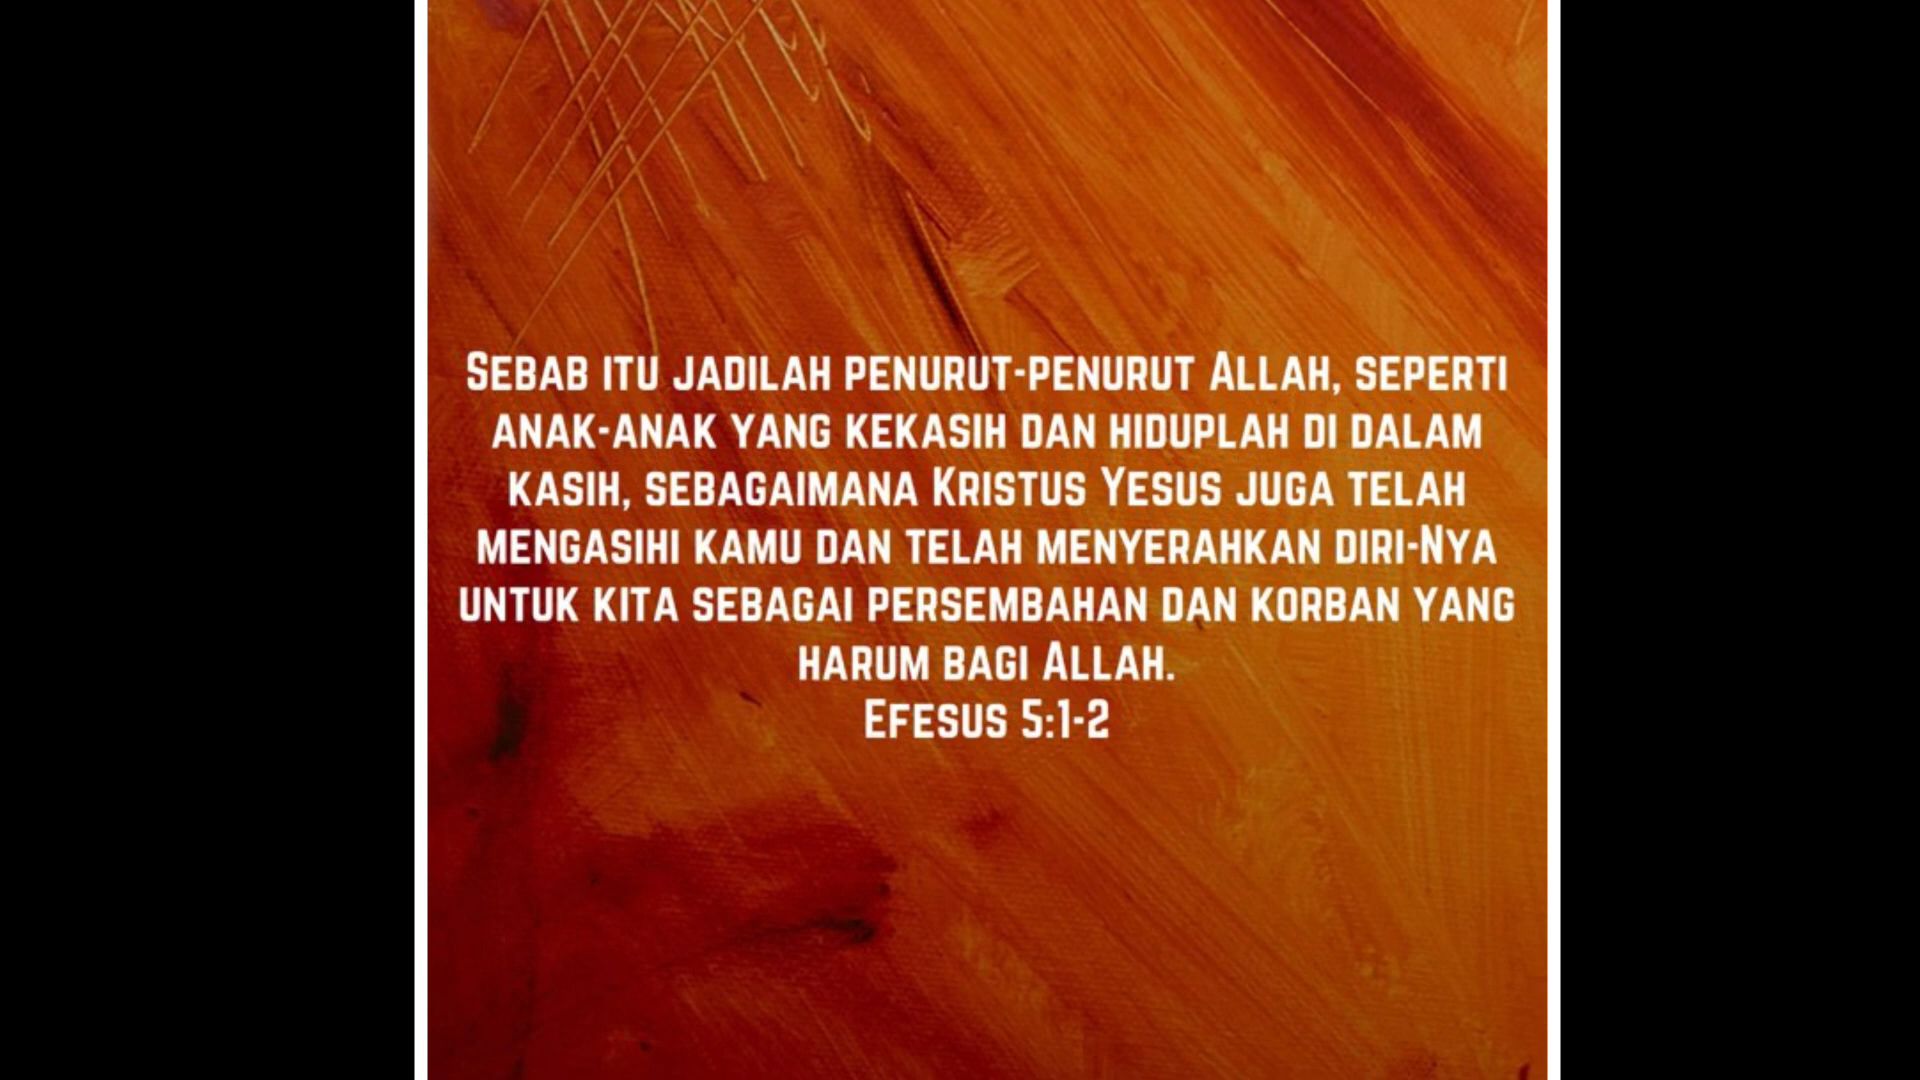 Sebab itu jadilah penurut-penurut Allah, seperti
anak-anak yang kekasih dan hiduplah di dalam
kasih, sebagaimana Kristus Yesus juga telah
mengasihi kamu dan telah menyerahkan diri-Nya
untuk kita sebagai persembahan dan korban yang
harum bagi Allah.
Efesus 5:1-2